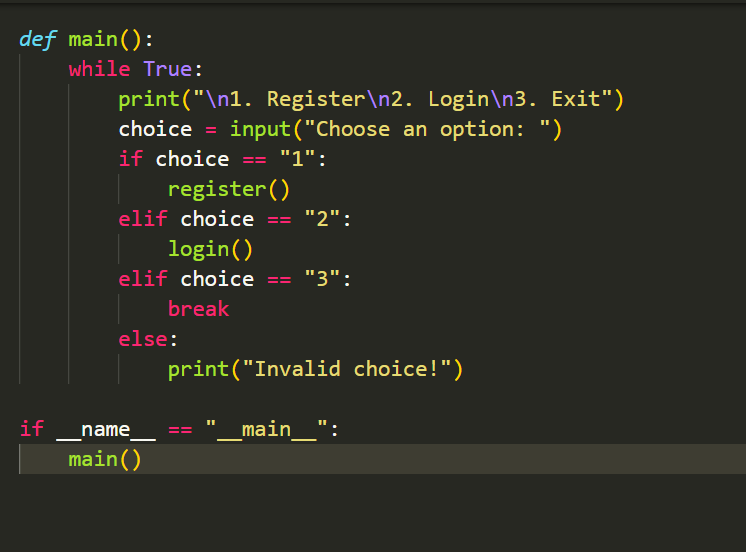 def main():
    while True:
        print("\n1. Register\n2. Login\n3. Exit")
        choice = input("Choose an option: ")
        if choice == "1":
            register()
        elif choice == "2":
            login()
        elif choice == "3":
            break
        else:
            print("Invalid choice!")

if __name__ == "__main__":
    main()